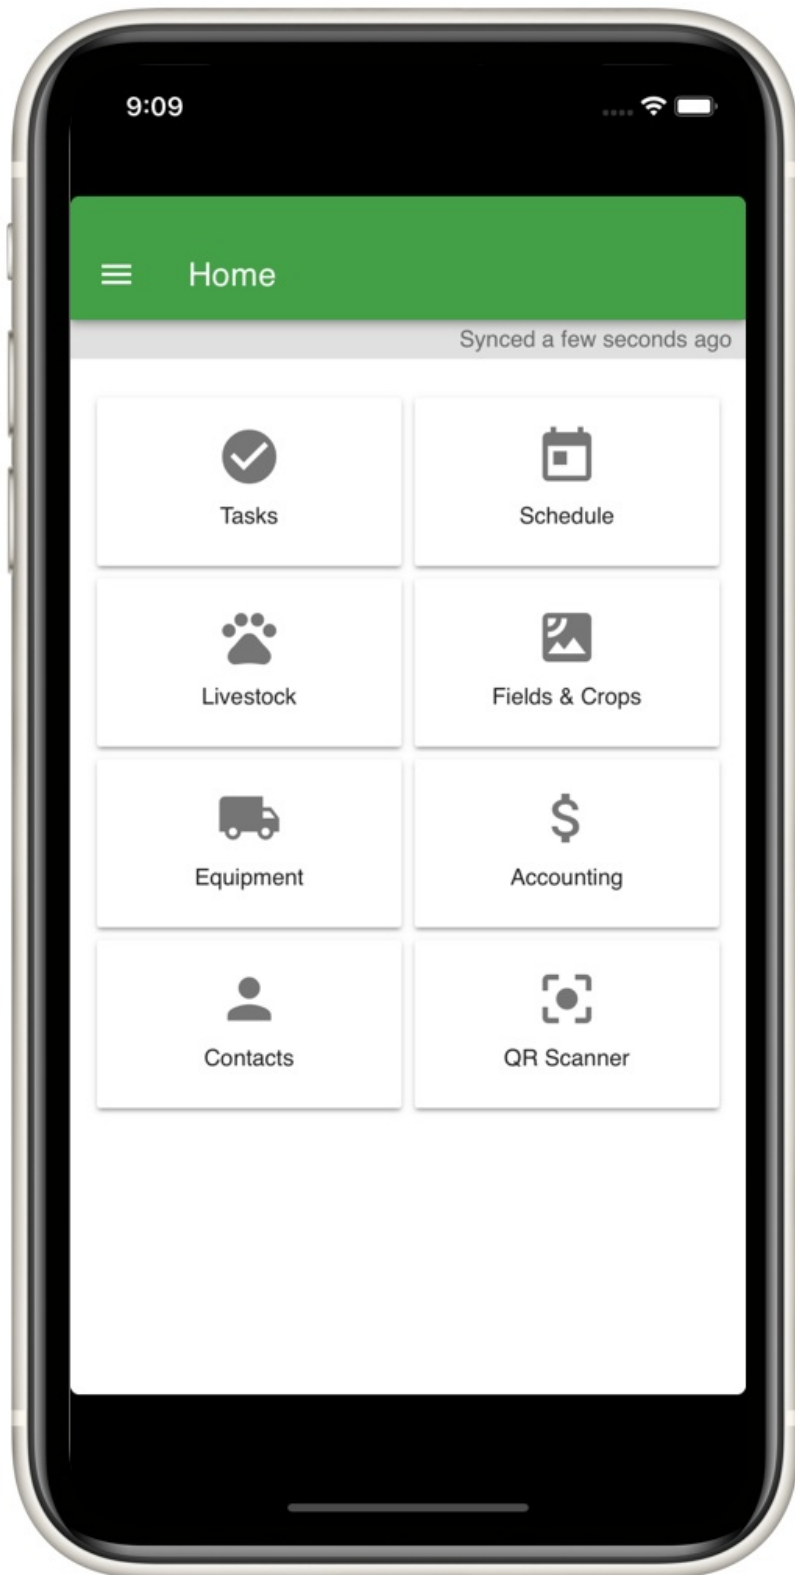 9:09
Home
Synced a few seconds ago
Tasks
Schedule
Livestock
Fields & Crops
Equipment
Accounting
Contacts
QR Scanner